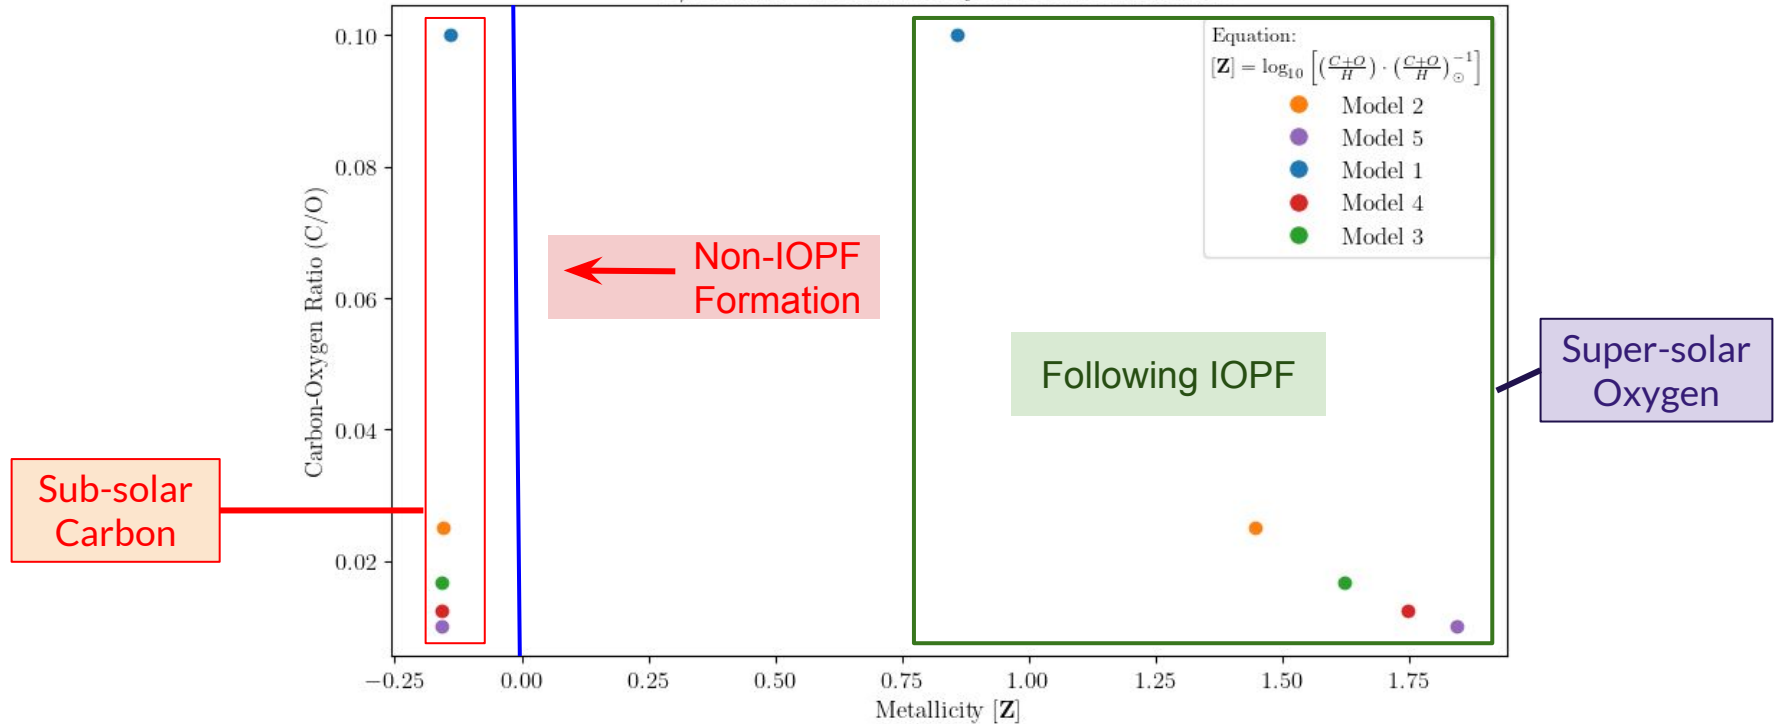 0.10
0.08
0.06
0.04
0.02
Carbon-Oxygen Ratio (C/O)
−0.25
0.00
0.25
0.50
0.75
1.00
1.25
1.50
1.75
Metallicity [Z]
Equation:
[Z] = log₁₀ [(C+O/H) · (C+O/H)⊙⁻¹]
Model 2
Model 5
Model 1
Model 4
Model 3
Non-IOPF
Formation
Following IOPF
Super-solar
Oxygen
Sub-solar
Carbon